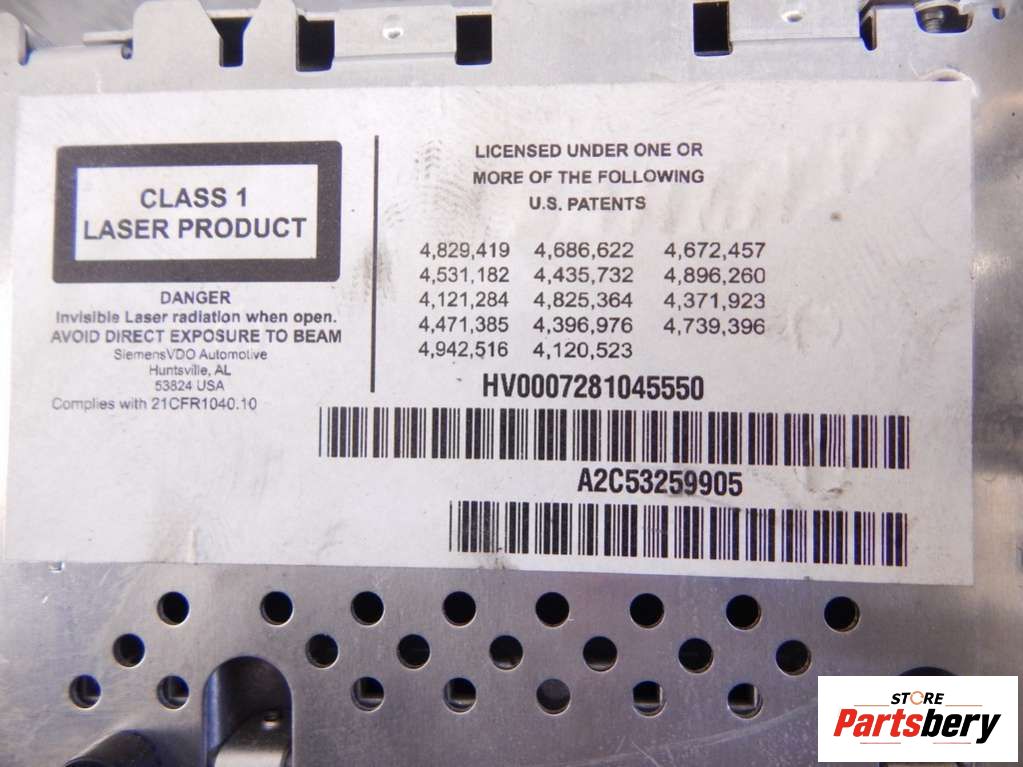 CLASS 1
LASER PRODUCT
DANGER
Invisible Laser radiation when open.
AVOID DIRECT EXPOSURE TO BEAM
SiemensVDO Automotive
Huntsville, AL
53824 USA
Complies with 21CFR1040.10
LICENSED UNDER ONE OR
MORE OF THE FOLLOWING
U.S. PATENTS
4,829,419 4,686,622 4,672,457
4,531,182 4,435,732 4,896,260
4,121,284 4,825,364 4,371,923
4,471,385 4,396,976 4,739,396
4,942,516 4,120,523
HV0007281045550
A2C53259905
STORE
Partsbery